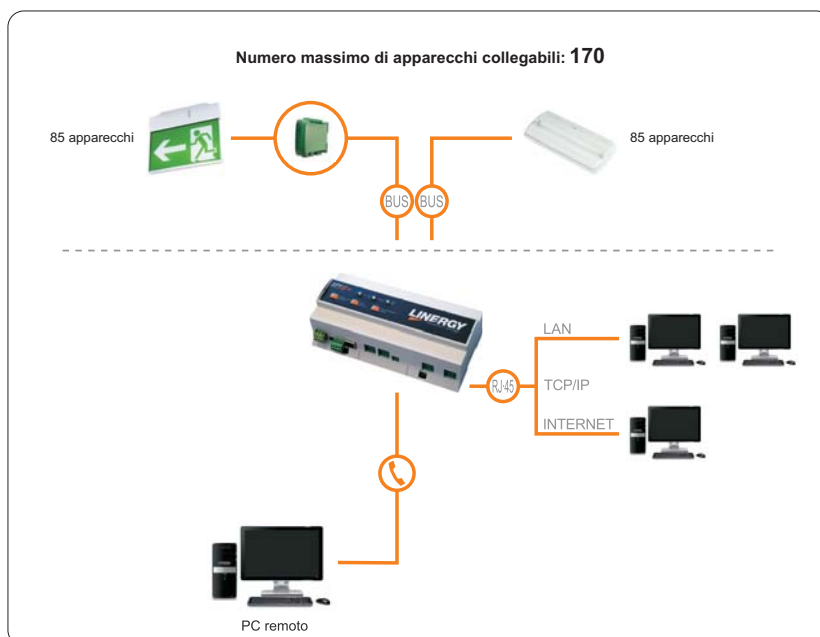 Numero massimo di apparecchi collegabili: 170
85 apparecchi
85 apparecchi
BUS
BUS
LINERGY
LAN
RJ45
TCP/IP
INTERNET
PC remoto